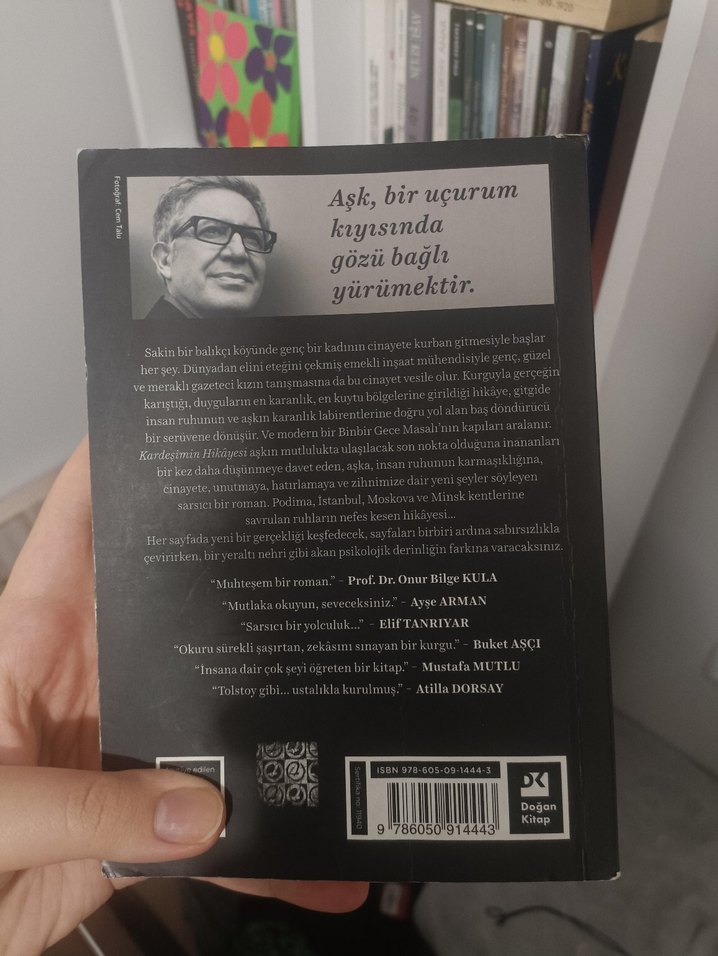 1919-1920
AYŞE KULİN
Fotoğraf: Cem Talu
Aşk, bir uçurum
kıyısında
gözü bağlı
yürümektir.
Sakin bir balıkçı köyünde genç bir kadının cinayete kurban gitmesiyle başlar
her şey. Dünyadan elini eteğini çekmiş emekli inşaat mühendisiyle genç, güzel
ve meraklı gazeteci kızın tanışmasına da bu cinayet vesile olur. Kurguyla gerçeğin
karıştığı, duyguların en karanlık, en kuytu bölgelerine girildiği hikâye, gitgide
insan ruhunun ve aşkın karanlık labirentlerine doğru yol alan baş döndürücü
bir serüvene dönüşür. Ve modern bir Binbir Gece Masalı'nın kapıları aralanır.
Kardeşimin Hikâyesi aşkın mutlulukta ulaşılacak son nokta olduğuna inananları
bir kez daha düşünmeye davet eden, aşka, insan ruhunun karmaşıklığına,
cinayete, unutmaya, hatırlamaya ve zihnimize dair yeni şeyler söyleyen
sarsıcı bir roman. Podima, İstanbul, Moskova ve Minsk kentlerine
savrulan ruhların nefes kesen hikâyesi...
Her sayfada yeni bir gerçekliği keşfedecek, sayfaları birbiri ardına sabırsızlıkla
çevirirken, bir yeraltı nehri gibi akan psikolojik derinliğin farkına varacaksınız.
"Muhteşem bir roman." - Prof. Dr. Onur Bilge KULA
"Mutlaka okuyun, seveceksiniz." - Ayşe ARMAN
"Sarsıcı bir yolculuk..." - Elif TANRIYAR
"Okuru sürekli şaşırtan, zekâsını sınayan bir kurgu." - Buket AŞÇI
"İnsana dair çok şeyi öğreten bir kitap." - Mustafa MUTLU
"Tolstoy gibi... ustalıkla kurulmuş." - Atilla DORSAY
edilen
Sertifika no: 11940
ISBN 978-605-09-1444-3
9 786050 914443
DK
Doğan
Kitap